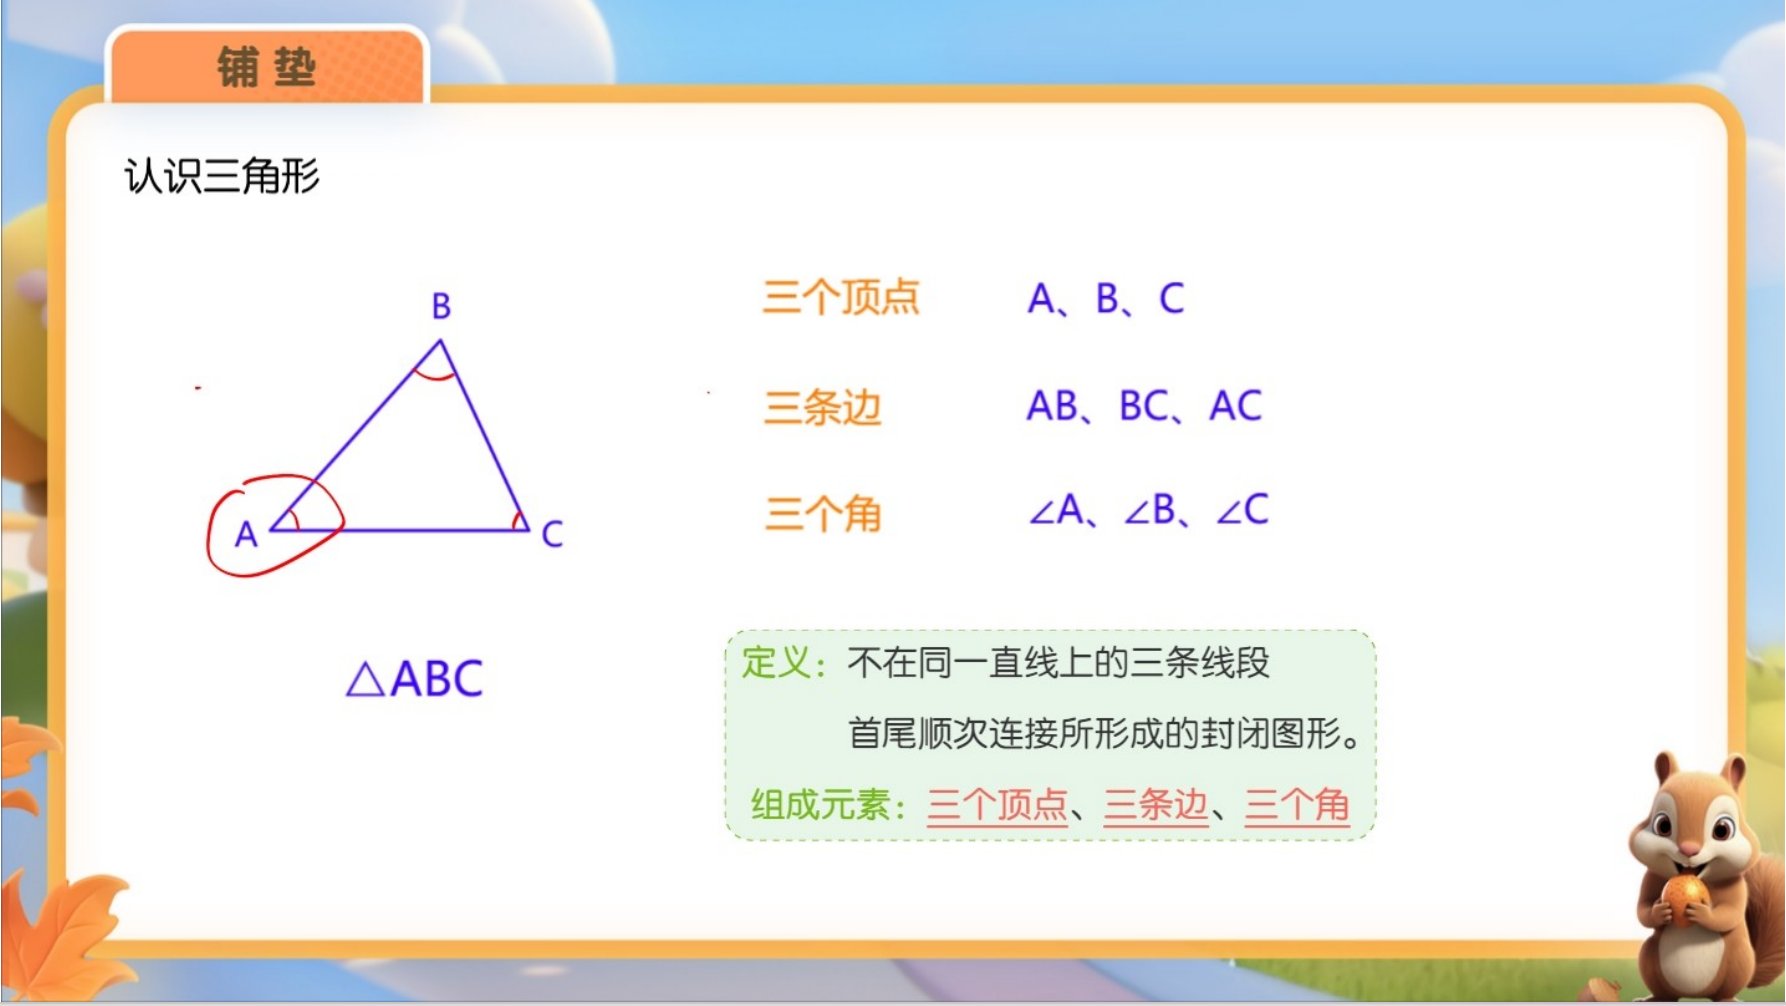 铺垫
认识三角形
B
A
C
△ABC
三个顶点 A、B、C
三条边 AB、BC、AC
三个角 ∠A、∠B、∠C
定义：不在同一直线上的三条线段
首尾顺次连接所形成的封闭图形。
组成元素：三个顶点、三条边、三个角